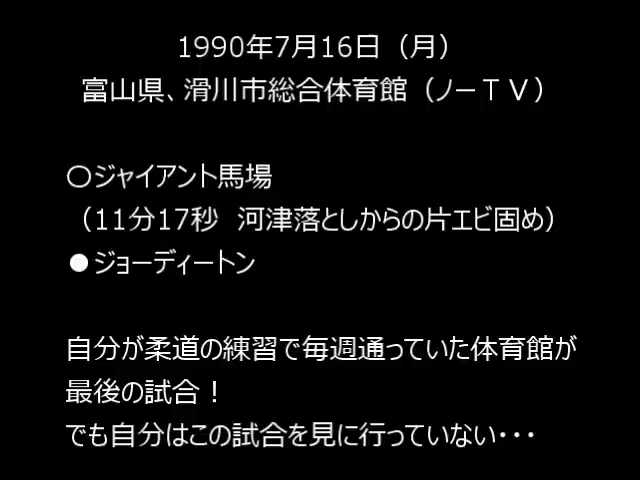 1990年7月16日（月）
富山県、滑川市総合体育館（ノーＴＶ）
〇ジャイアント馬場
（11分17秒　河津落としからの片エビ固め）
●ジョーディートン
自分が柔道の練習で毎週通っていた体育館が
最後の試合！
でも自分はこの試合を見に行っていない・・・